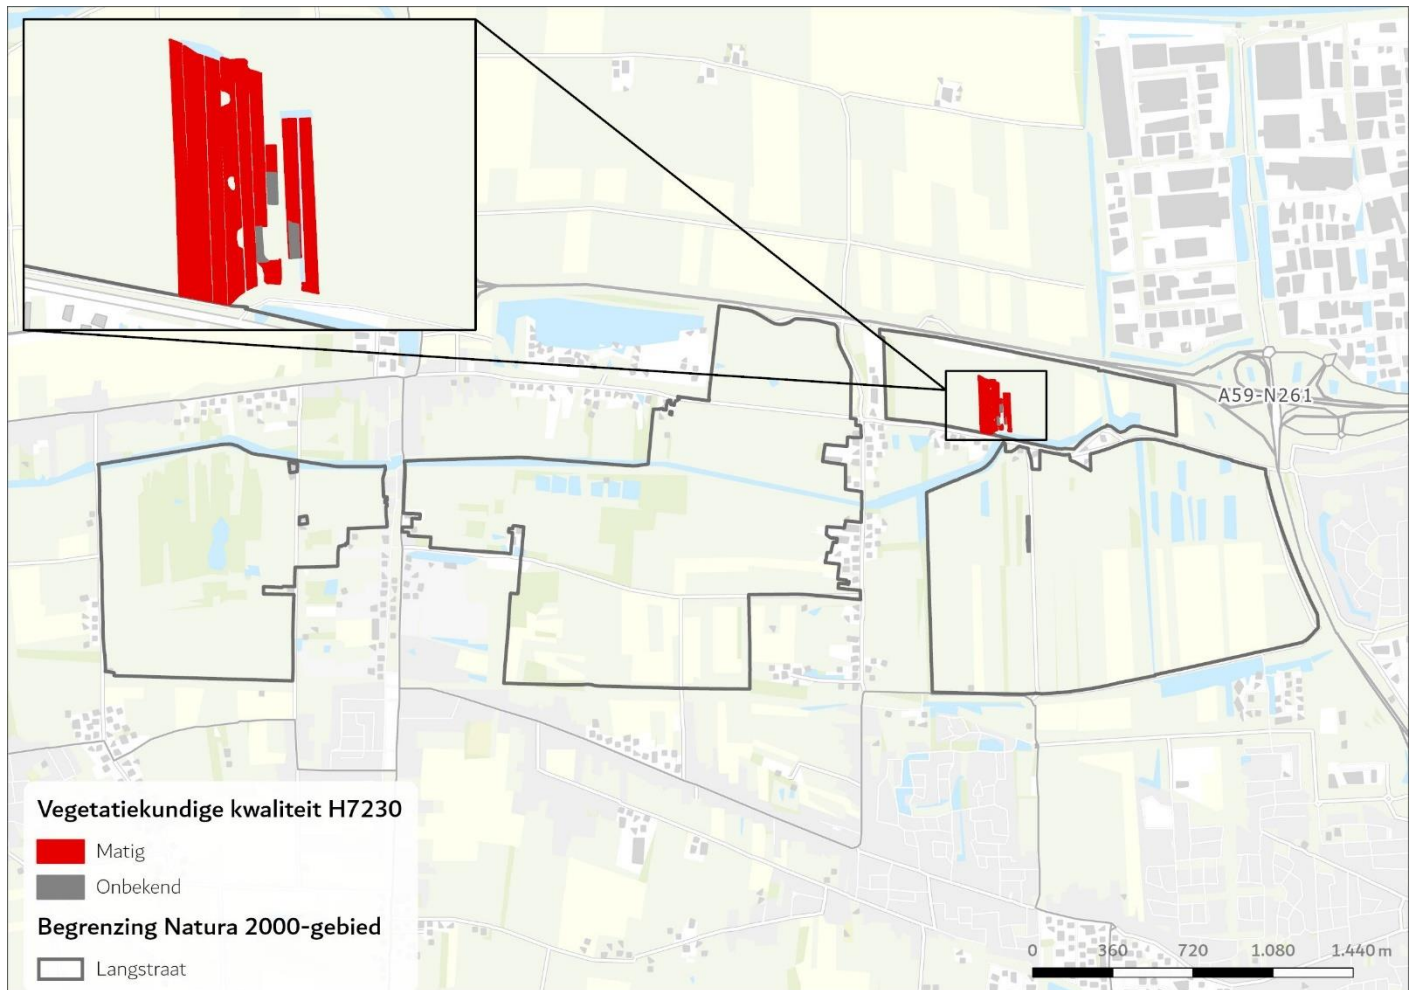 A59-N261
Vegetatiekundige kwaliteit H7230
Matig
Onbekend
Begrenzing Natura 2000-gebied
Langstraat
0 360 720 1.080 1.440 m